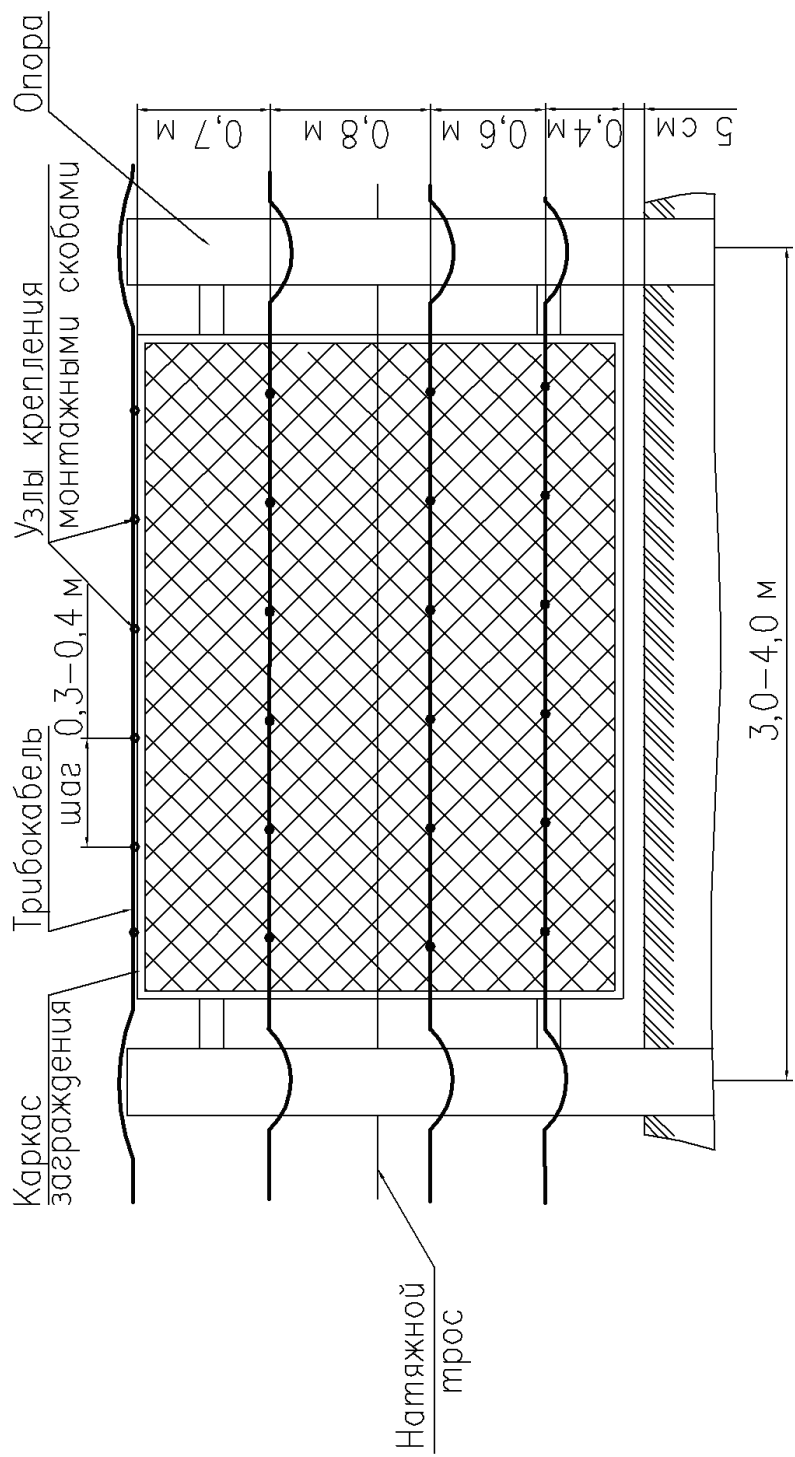 Каркас
заграждения
Трибокабель
шаг 0,3-0,4 м
Узлы крепления
монтажными скобами
Опора
0,7 м
0,8 м
0,6 м
0,4 м
5 см
3,0-4,0 м
Натяжной
трос